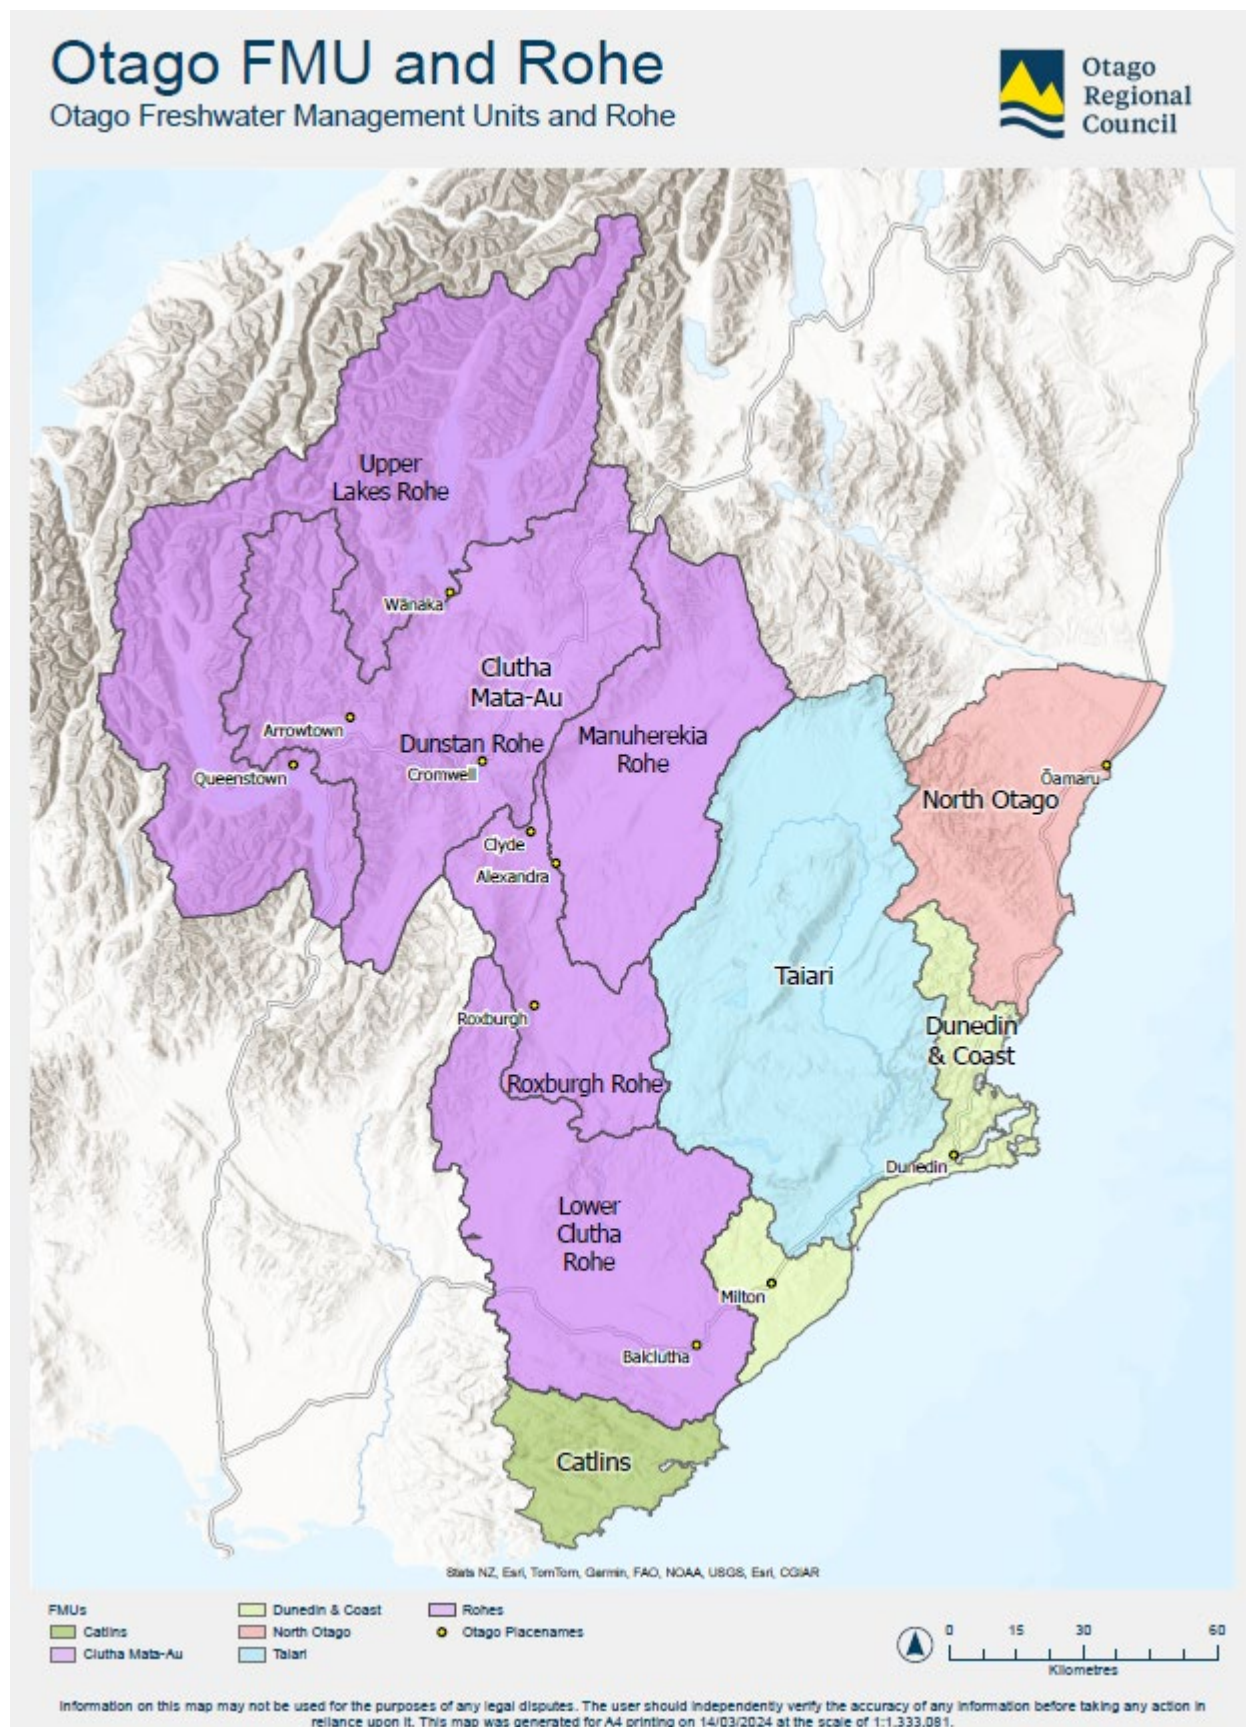 Otago FMU and Rohe
Otago Freshwater Management Units and Rohe
Otago
Regional
Council
Upper
Lakes Rohe
Wānaka
Clutha
Mata-Au
Arrowtown
Dunstan Rohe
Manuherekia
Rohe
Queenstown
Cromwell
Ōamaru
North Otago
Clyde
Alexandra
Taiari
Roxburgh
Dunedin
& Coast
Roxburgh Rohe
Dunedin
Lower
Clutha
Rohe
Milton
Balclutha
Catlins
Stats NZ, Esri, TomTom, Garmin, FAO, NOAA, USGS, Esri, CGIAR
FMUs
Catlins
Clutha Mata-Au
Dunedin & Coast
North Otago
Taiari
Rohes
Otago Placenames
0 15 30 60
Kilometres
Information on this map may not be used for the purposes of any legal disputes. The user should independently verify the accuracy of any information before taking any action in
reliance upon it. This map was generated for A4 printing on 14/03/2024 at the scale of 1:1,333,081.